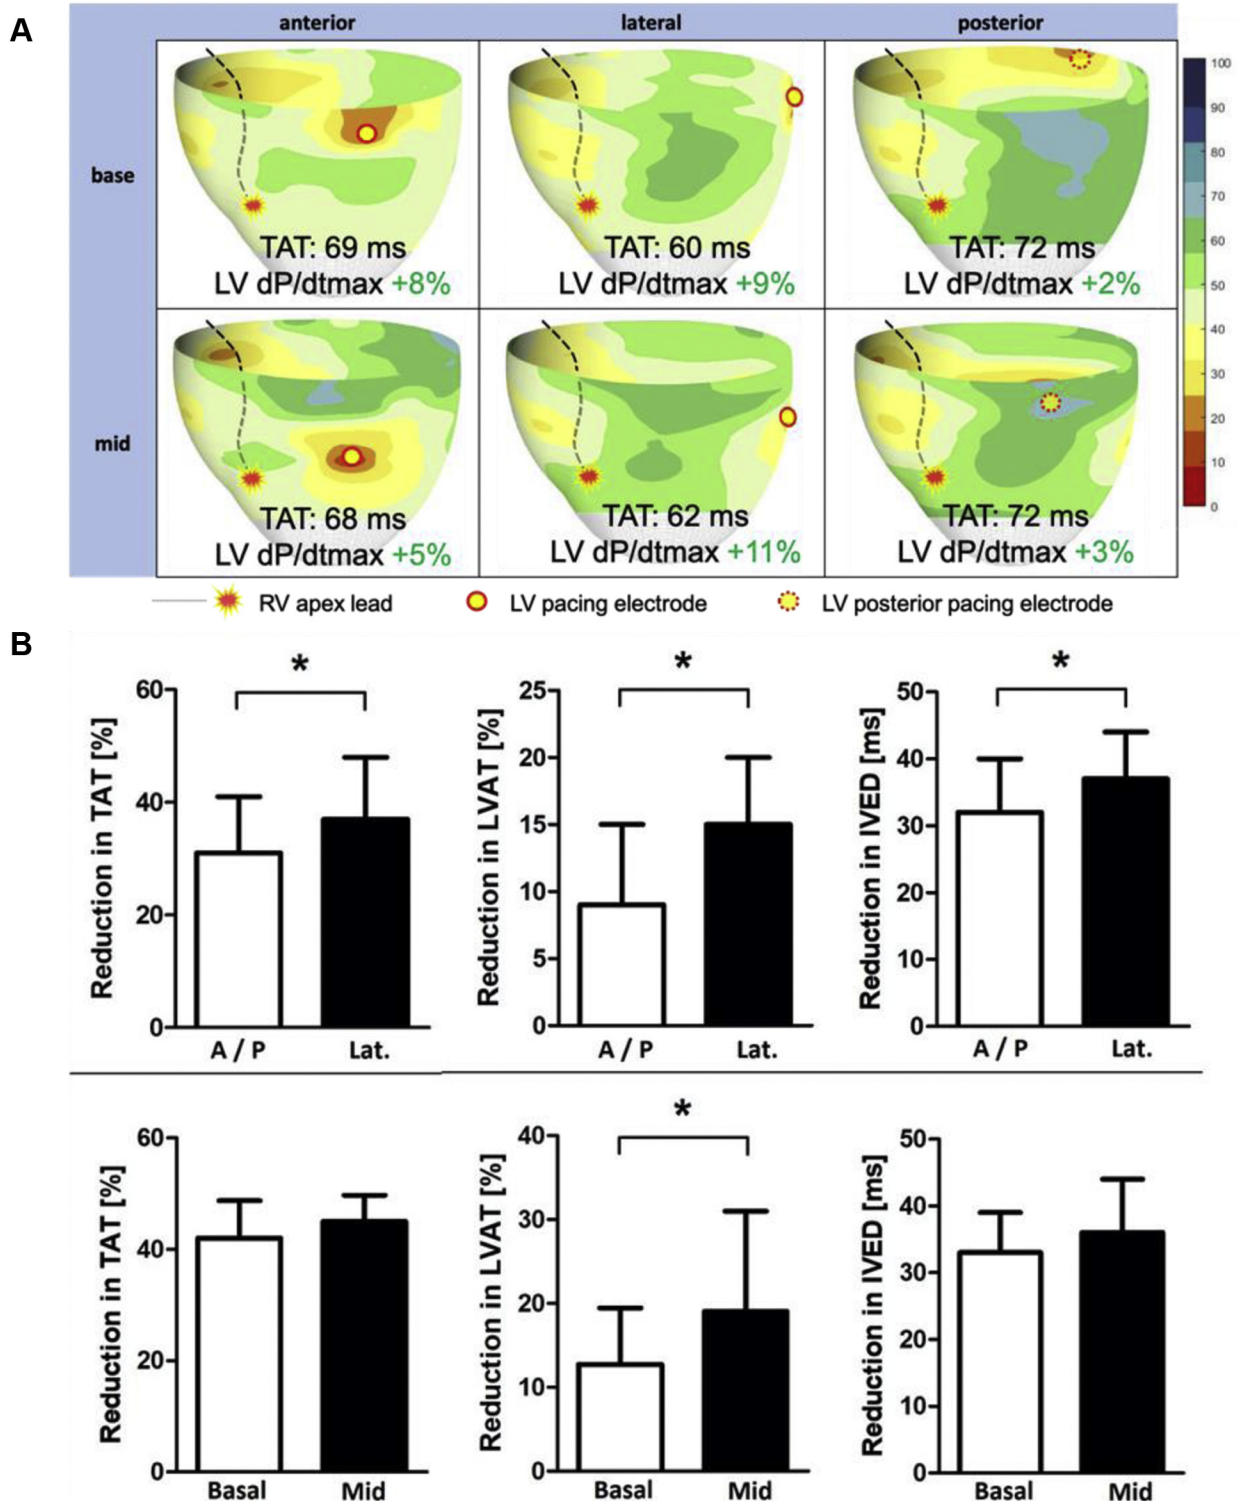 A
anterior lateral posterior
base
TAT: 69 ms
LV dP/dtmax +8%
TAT: 60 ms
LV dP/dtmax +9%
TAT: 72 ms
LV dP/dtmax +2%
mid
TAT: 68 ms
LV dP/dtmax +5%
TAT: 62 ms
LV dP/dtmax +11%
TAT: 72 ms
LV dP/dtmax +3%
100
90
80
70
60
50
40
30
20
10
0
RV apex lead LV pacing electrode LV posterior pacing electrode
B
Reduction in TAT [%]
60
40
20
0
*
A / P Lat.
Reduction in LVAT [%]
25
20
15
10
5
0
*
A / P Lat.
Reduction in IVED [ms]
50
40
30
20
10
0
*
A / P Lat.
Reduction in TAT [%]
60
40
20
0
Basal Mid
Reduction in LVAT [%]
40
30
20
10
0
*
Basal Mid
Reduction in IVED [ms]
50
40
30
20
10
0
Basal Mid